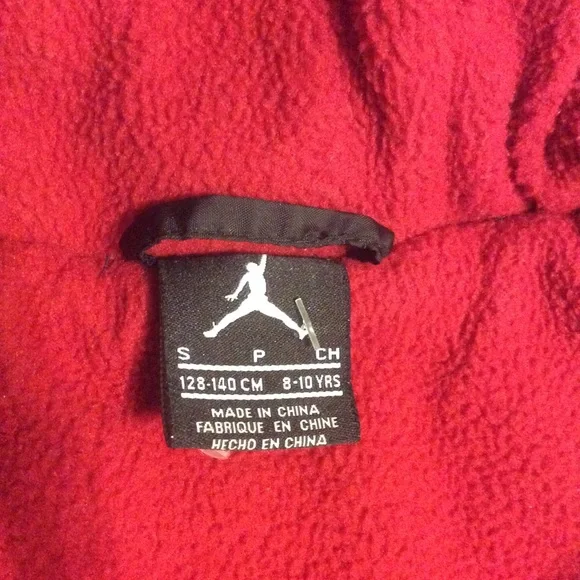 S P CH
128-140 CM 8-10 YRS
MADE IN CHINA
FABRIQUE EN CHINE
HECHO EN CHINA